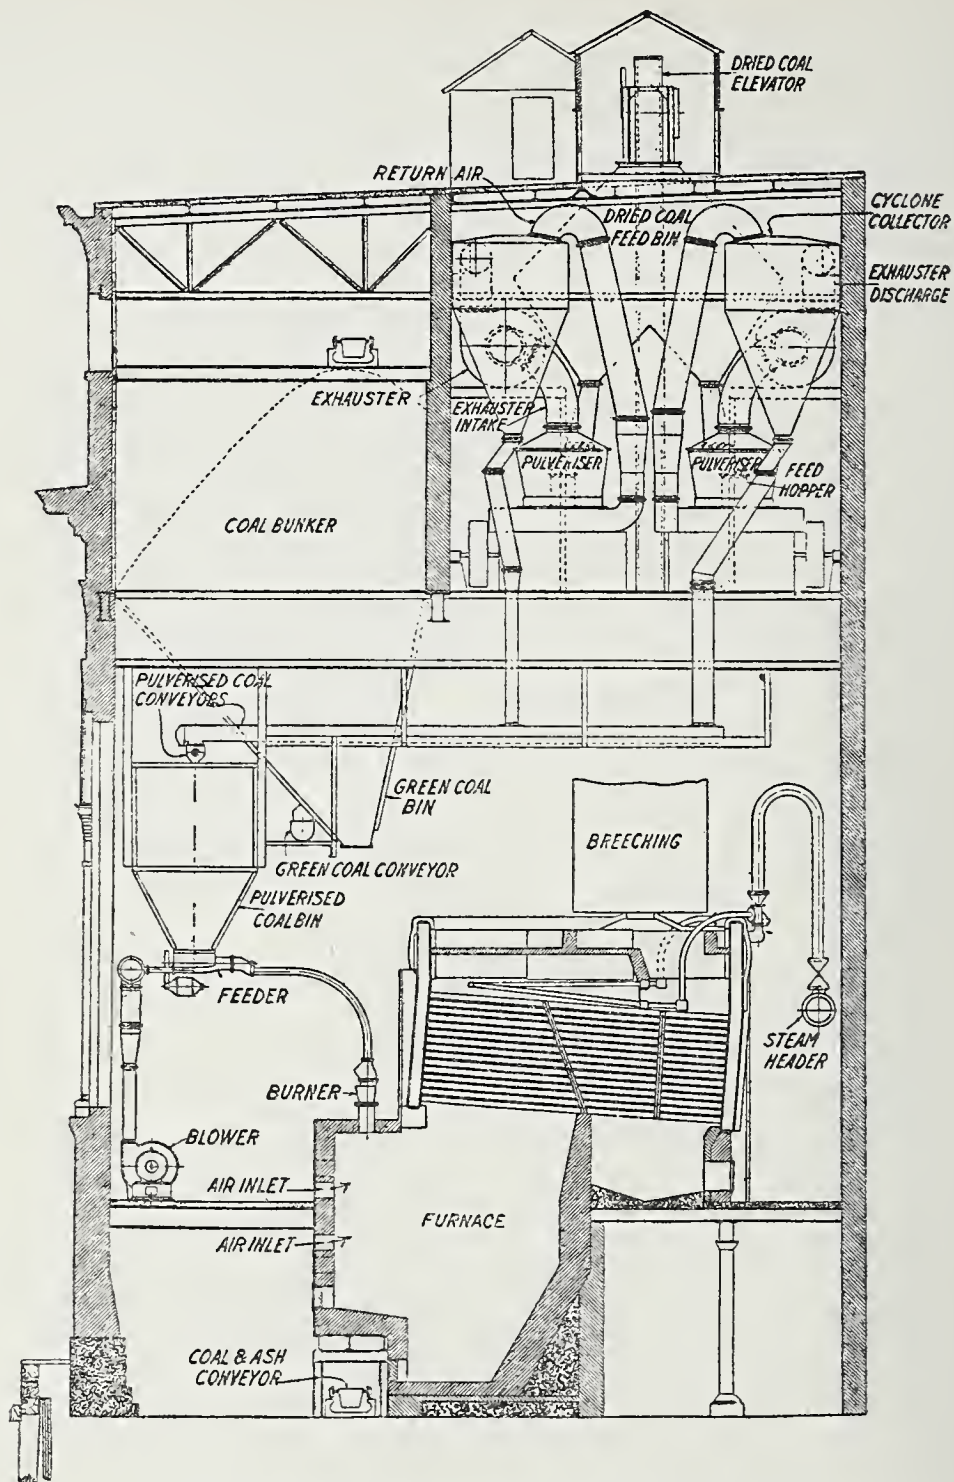 DRIED COAL
ELEVATOR
RETURN AIR
DRIED COAL
FEED BIN
CYCLONE
COLLECTOR
EXHAUSTER
DISCHARGE
EXHAUSTER
EXHAUSTER
INTAKE
PULVERISER
PULVERISER
FEED
HOPPER
COAL BUNKER
PULVERISED COAL
CONVEYORS
GREEN COAL
BIN
GREEN COAL CONVEYOR
BREECHING
PULVERISED
COALBIN
FEEDER
STEAM
HEADER
BURNER
BLOWER
AIR INLET
FURNACE
AIR INLET
COAL & ASH
CONVEYOR